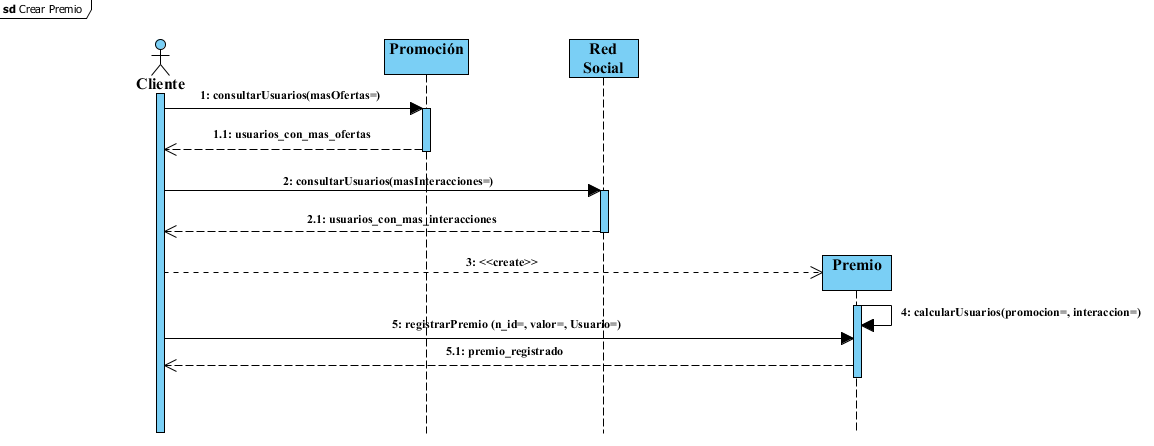 sd Crear Premio
Promoción
Red
Social
Cliente
1: consultarUsuarios(masOfertas=)
1.1: usuarios_con_mas_ofertas
2: consultarUsuarios(masInteracciones=)
2.1: usuarios_con_mas_interacciones
3: <<create>>
Premio
4: calcularUsuarios(promocion=, interaccion=)
5: registrarPremio (n_id=, valor=, Usuario=)
5.1: premio_registrado